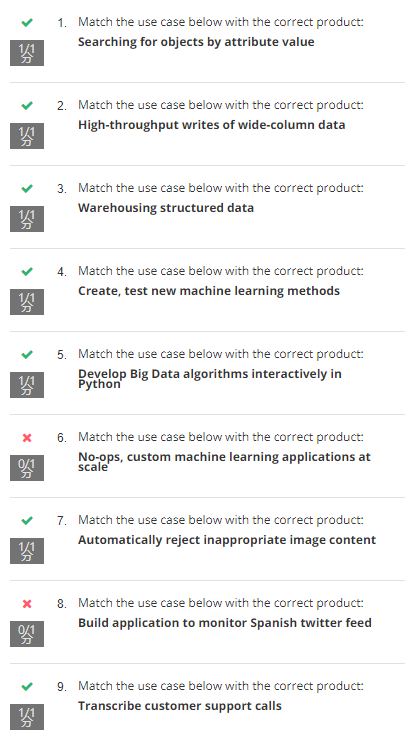 1. Match the use case below with the correct product:
1/1
分
Searching for objects by attribute value
2. Match the use case below with the correct product:
1/1
分
High-throughput writes of wide-column data
3. Match the use case below with the correct product:
1/1
分
Warehousing structured data
4. Match the use case below with the correct product:
1/1
分
Create, test new machine learning methods
5. Match the use case below with the correct product:
1/1
分
Develop Big Data algorithms interactively in
Python
6. Match the use case below with the correct product:
0/1
分
No-ops, custom machine learning applications at
scale
7. Match the use case below with the correct product:
1/1
分
Automatically reject inappropriate image content
8. Match the use case below with the correct product:
0/1
分
Build application to monitor Spanish twitter feed
9. Match the use case below with the correct product:
1/1
分
Transcribe customer support calls